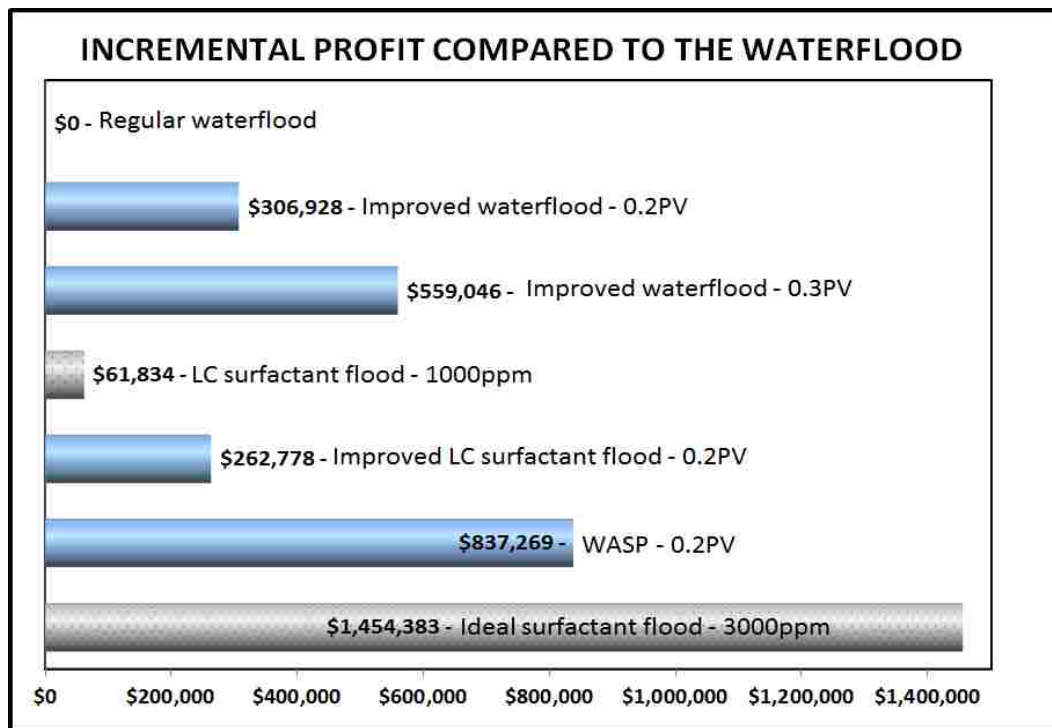 INCREMENTAL PROFIT COMPARED TO THE WATERFLOOD
$0 - Regular waterflood
$306,928 - Improved waterflood - 0.2PV
$559,046 - Improved waterflood - 0.3PV
$61,834 - LC surfactant flood - 1000ppm
$262,778 - Improved LC surfactant flood - 0.2PV
$837,269 - WASP - 0.2PV
$1,454,383 - Ideal surfactant flood - 3000ppm
$0 $200,000 $400,000 $600,000 $800,000 $1,000,000 $1,200,000 $1,400,000